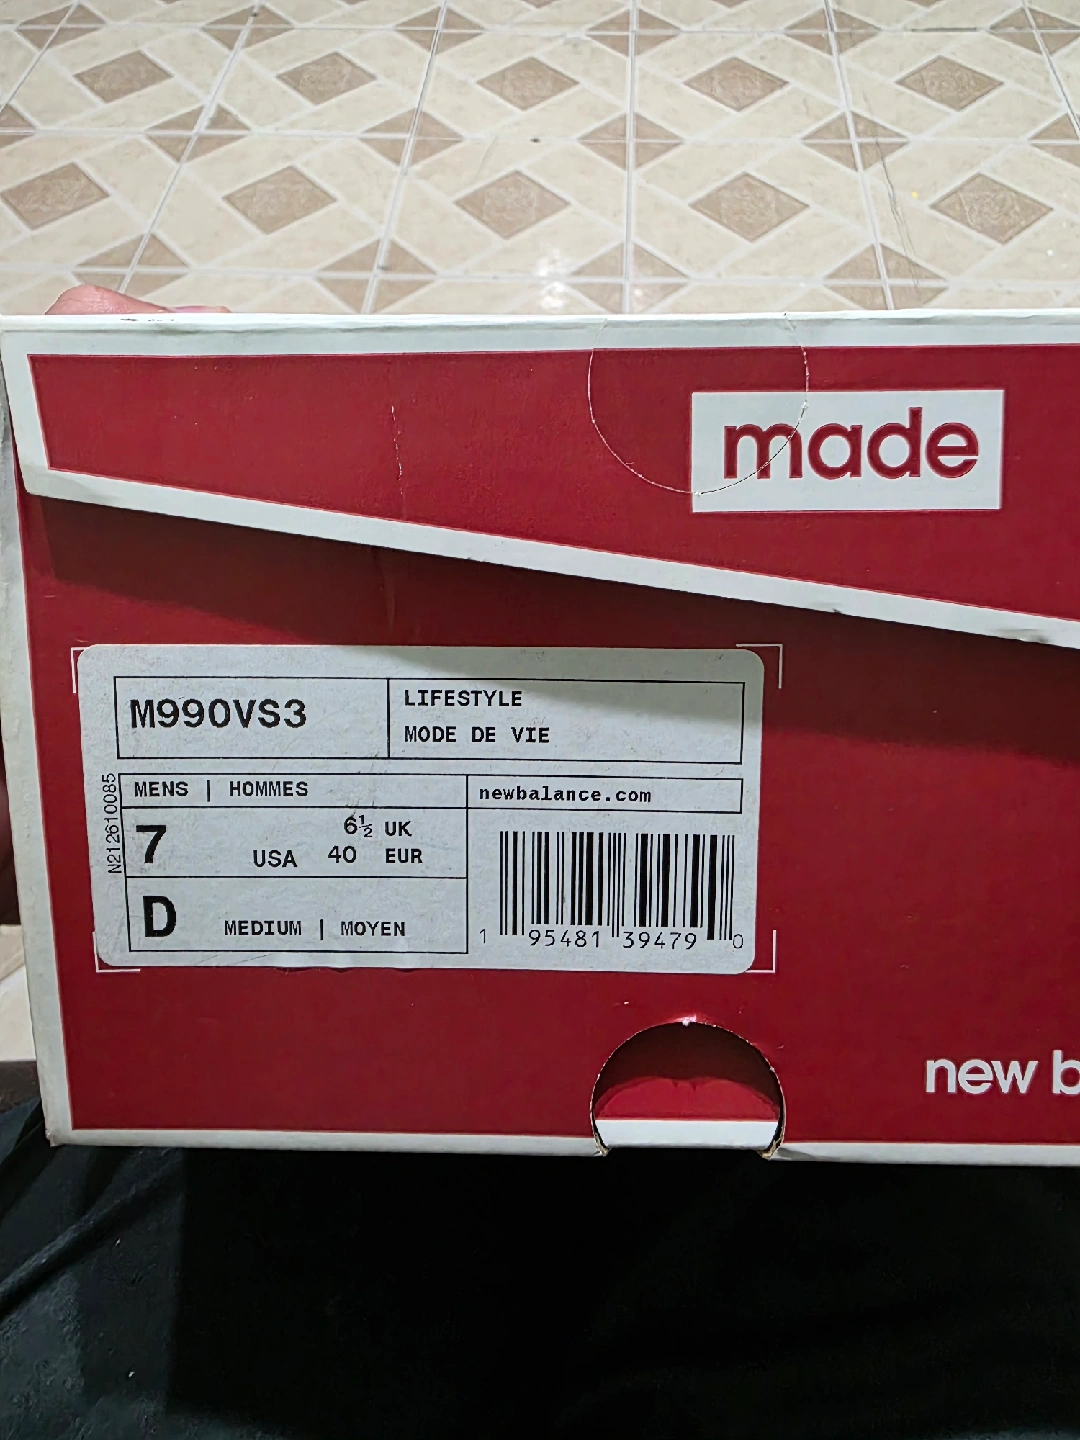 made
M990VS3
LIFESTYLE
MODE DE VIE
N212610085
MENS | HOMMES
newbalance.com
7 USA
6½ UK
40 EUR
D MEDIUM | MOYEN
1 95481 39479 0
new b